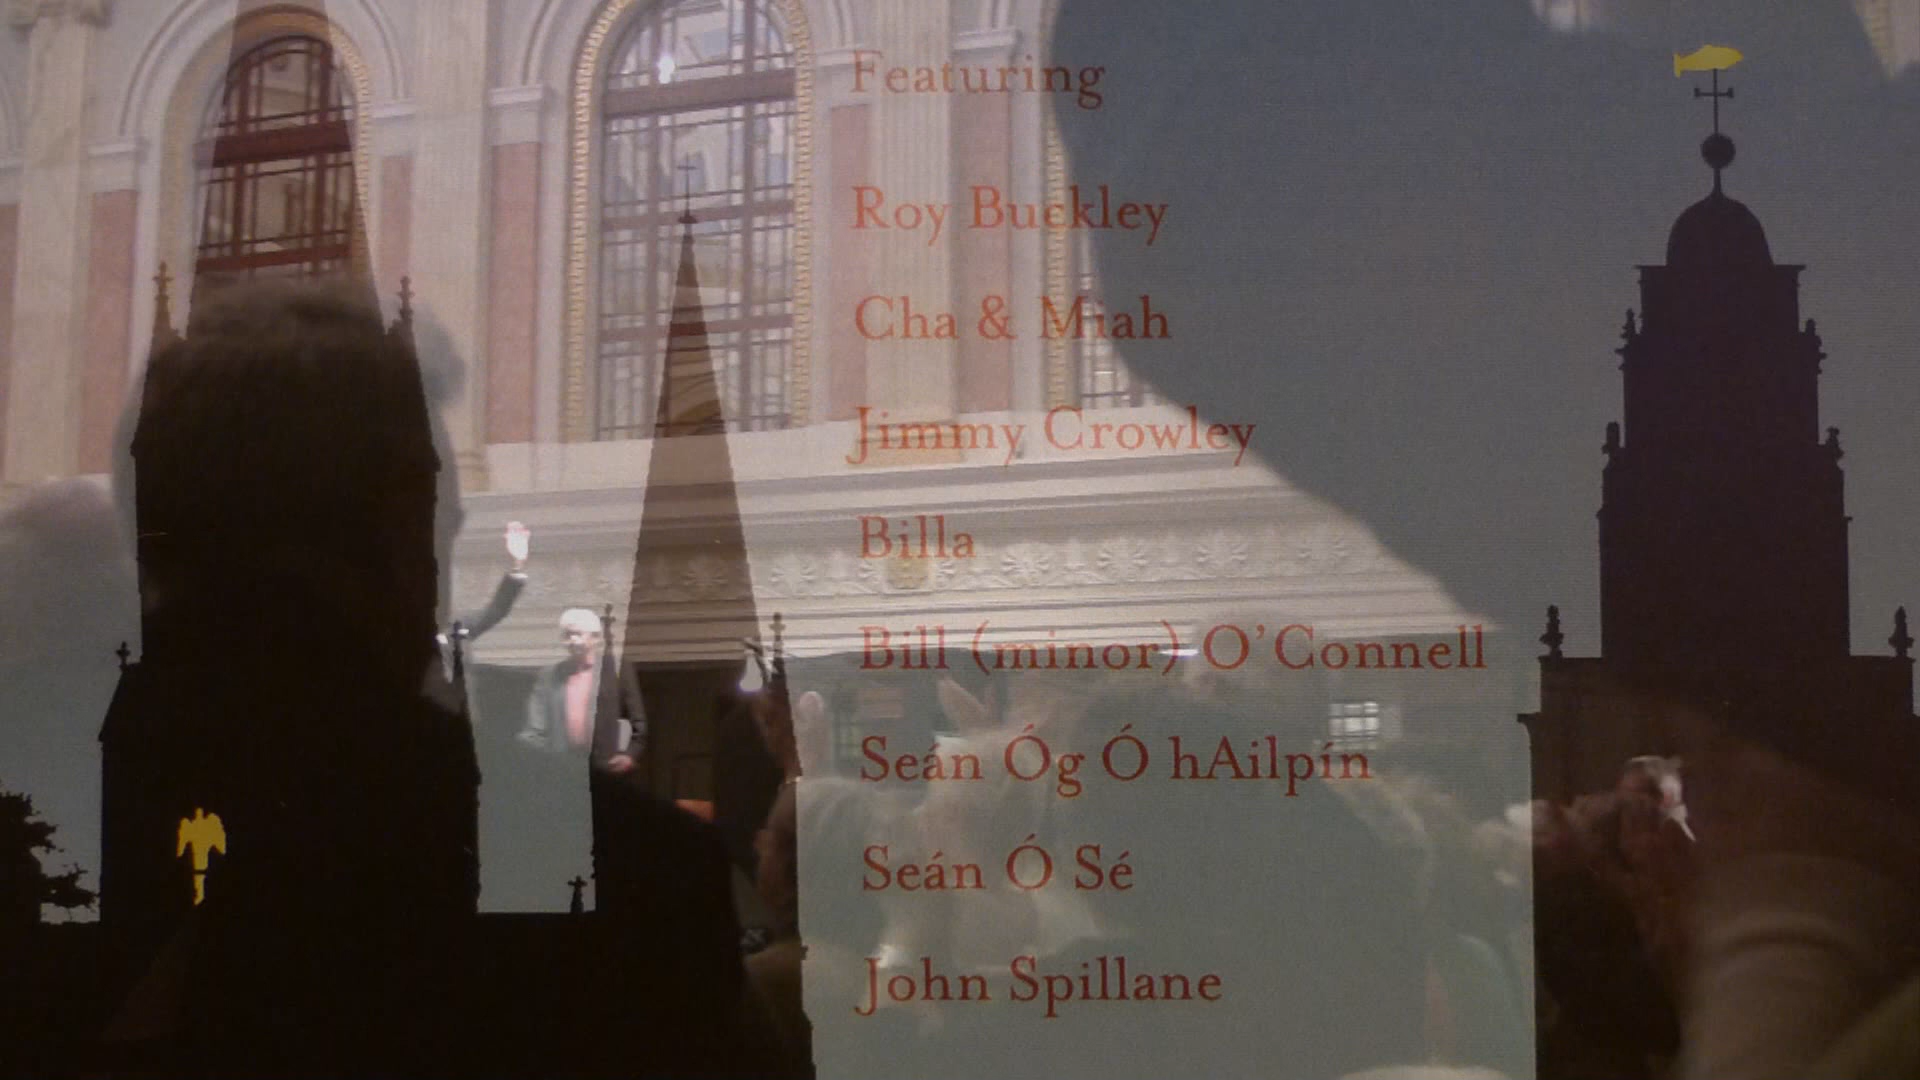 Featuring
Roy Buckley
Cha & Miah
Jimmy Crowley
Billa
Bill (minor) O'Connell
Seán Óg Ó hAilpín
Seán Ó Sé
John Spillane